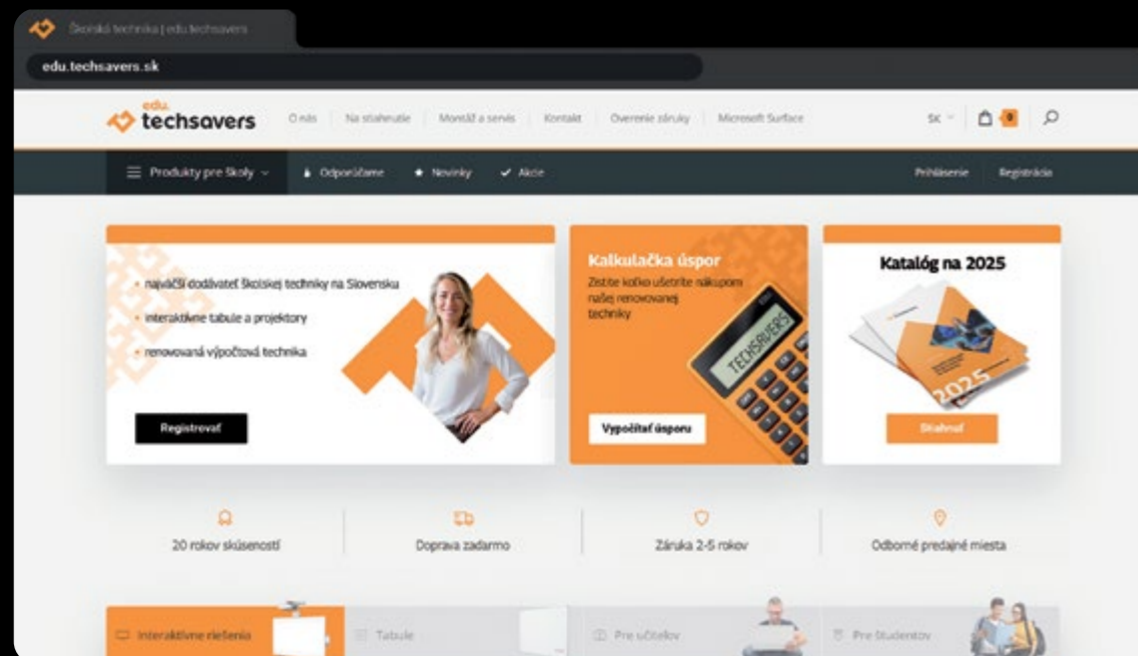 Školská technika | edu.techsavers
edu.techsavers.sk
edu.
techsavers
O nás
Na stiahnutie
Montáž a servis
Kontakt
Overenie záruky
Microsoft Surface
SK
0
Produkty pre školy
Odporúčame
Novinky
Akcie
Prihlásenie
Registrácia
najväčší dodávateľ školskej techniky na Slovensku
interaktívne tabule a projektory
renovovaná výpočtová technika
Registrovať
Kalkulačka úspor
Zistite koľko ušetríte nákupom
našej renovovanej
techniky
TECHSAVERS
Vypočítať úsporu
Katalóg na 2025
2025
Stiahnuť
20 rokov skúseností
Doprava zadarmo
Záruka 2-5 rokov
Odborné predajné miesta
Interaktívne riešenia
Tabule
Pre učiteľov
Pre študentov